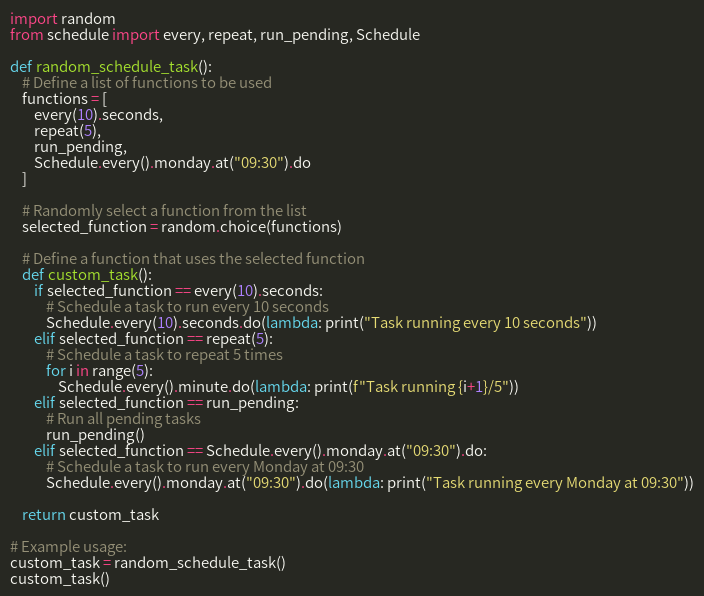 import random
from schedule import every, repeat, run_pending, Schedule

def random_schedule_task():
    # Define a list of functions to be used
    functions = [
        every(10).seconds,
        repeat(5),
        run_pending,
        Schedule.every().monday.at("09:30").do
    ]

    # Randomly select a function from the list
    selected_function = random.choice(functions)

    # Define a function that uses the selected function
    def custom_task():
        if selected_function == every(10).seconds:
            # Schedule a task to run every 10 seconds
            Schedule.every(10).seconds.do(lambda: print("Task running every 10 seconds"))
        elif selected_function == repeat(5):
            # Schedule a task to repeat 5 times
            for i in range(5):
                Schedule.every().minute.do(lambda: print(f"Task running {i+1}/5"))
        elif selected_function == run_pending:
            # Run all pending tasks
            run_pending()
        elif selected_function == Schedule.every().monday.at("09:30").do:
            # Schedule a task to run every Monday at 09:30
            Schedule.every().monday.at("09:30").do(lambda: print("Task running every Monday at 09:30"))

    return custom_task

# Example usage:
custom_task = random_schedule_task()
custom_task()